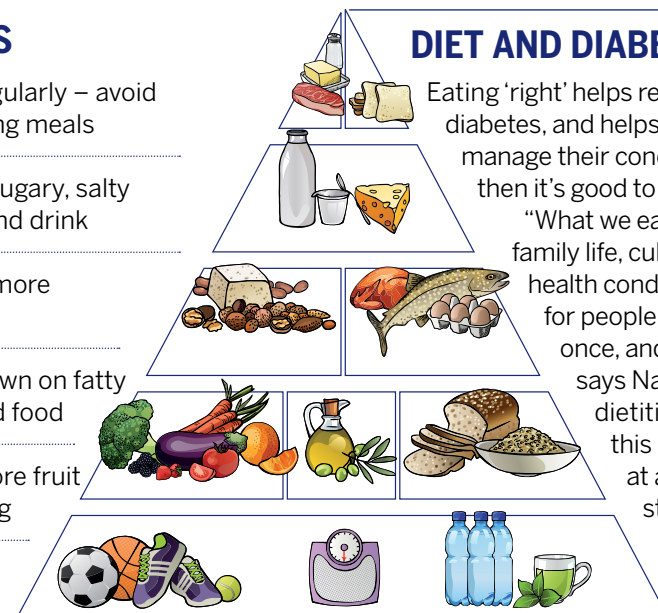 S
gularly – avoid
ng meals
ugary, salty
nd drink
more
wn on fatty
d food
ore fruit
g
DIET AND DIABE
Eating ‘right’ helps re
diabetes, and helps
manage their cond
then it’s good to
“What we ea
family life, cul
health cond
for people
once, and
says Na
dietiti
this
at a
st